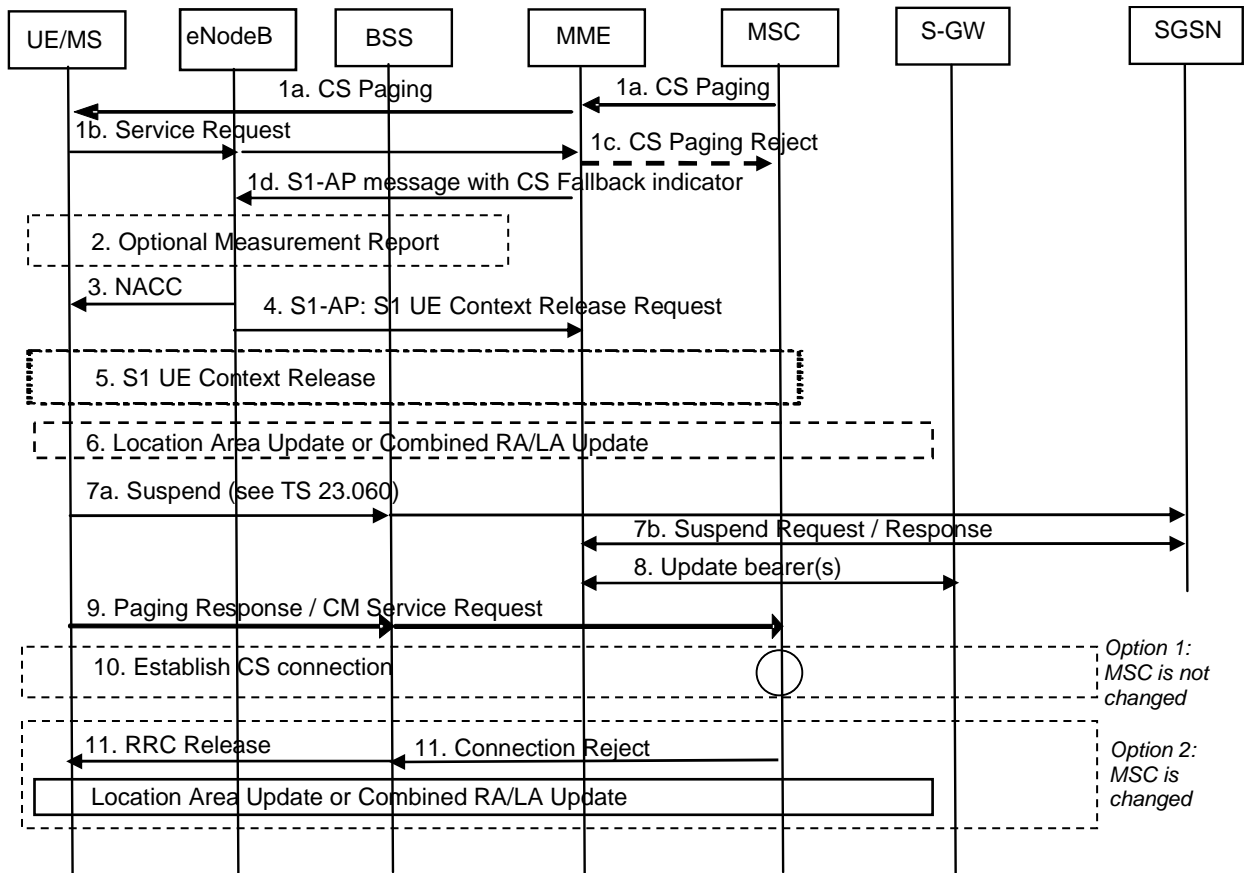 UE/MS
eNodeB
BSS
MME
MSC
S-GW
SGSN
1a. CS Paging
1a. CS Paging
1b. Service Request
1c. CS Paging Reject
1d. S1-AP message with CS Fallback indicator
2. Optional Measurement Report
3. NACC
4. S1-AP: S1 UE Context Release Request
5. S1 UE Context Release
6. Location Area Update or Combined RA/LA Update
7a. Suspend (see TS 23.060)
7b. Suspend Request / Response
8. Update bearer(s)
9. Paging Response / CM Service Request
10. Establish CS connection
Option 1:
MSC is not
changed
11. RRC Release
11. Connection Reject
Option 2:
MSC is
changed
Location Area Update or Combined RA/LA Update